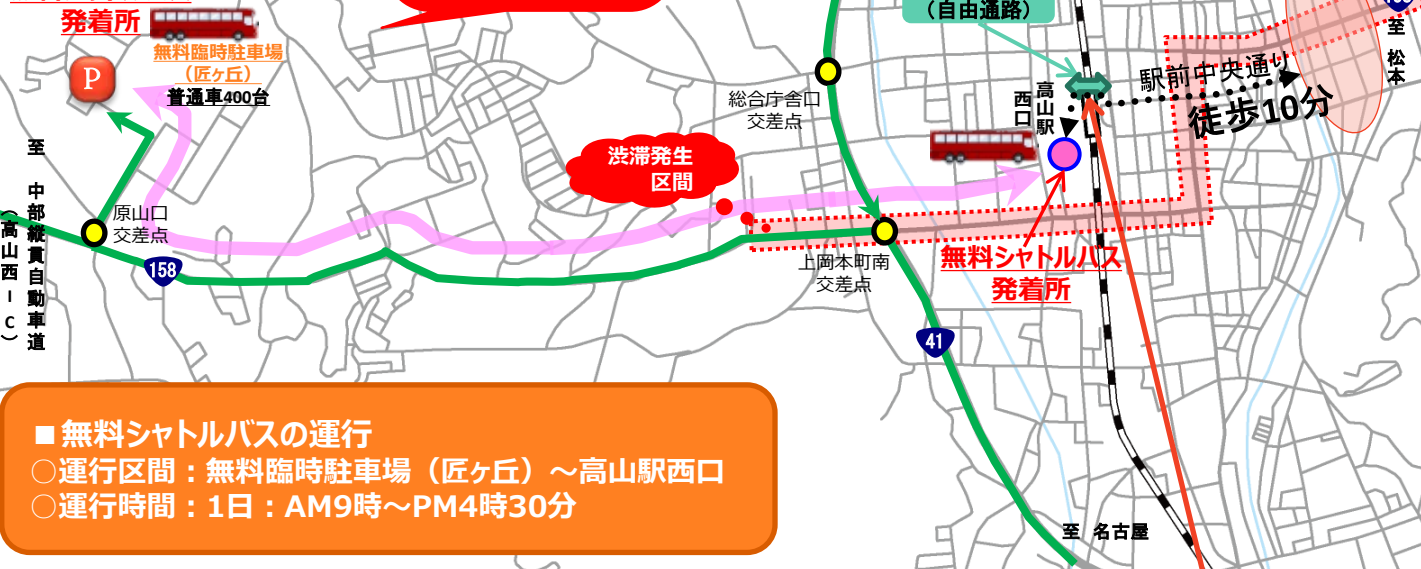 発着所
無料臨時駐車場
（匠ヶ丘）
普通車400台
P
至 中部縦貫自動車道
（高山西ＩＣ）
原山口
交差点
158
渋滞発生
区間
総合庁舎口
交差点
上岡本町南
交差点
41
（自由通路）
高山駅
西口
駅前中央通り
徒歩10分
至 松本
無料シャトルバス
発着所
至 名古屋
■無料シャトルバスの運行
○運行区間：無料臨時駐車場（匠ヶ丘）～高山駅西口
○運行時間：1日：AM9時～PM4時30分